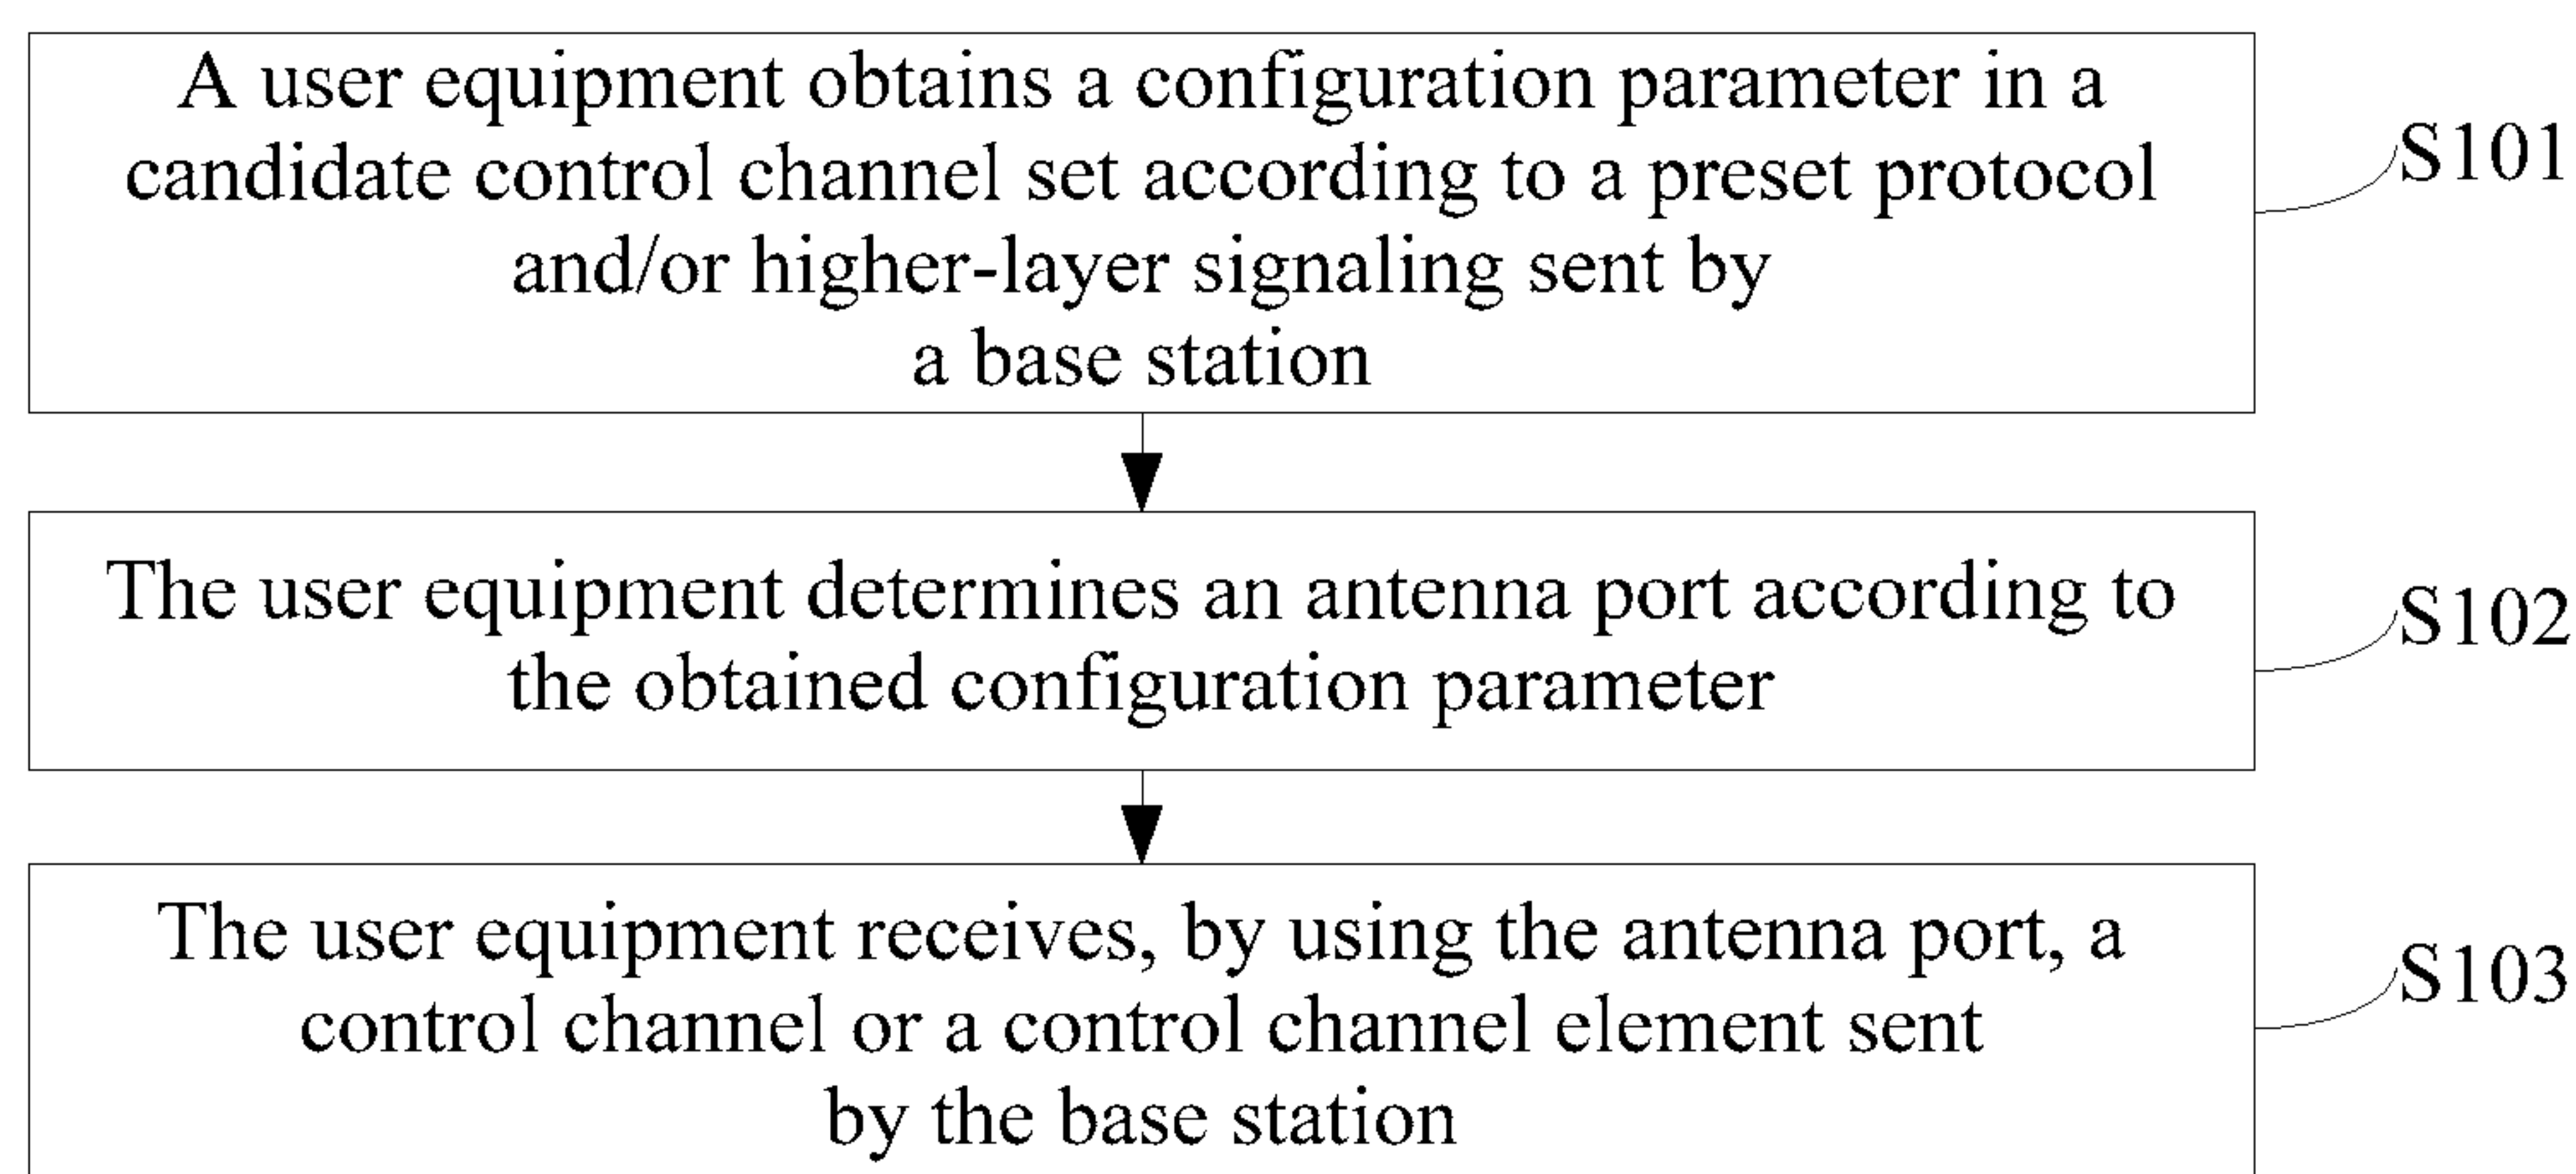 A user equipment obtains a configuration parameter in a
candidate control channel set according to a preset protocol
and/or higher-layer signaling sent by
a base station
S101
The user equipment determines an antenna port according to
the obtained configuration parameter
S102
The user equipment receives, by using the antenna port, a
control channel or a control channel element sent
by the base station
S103